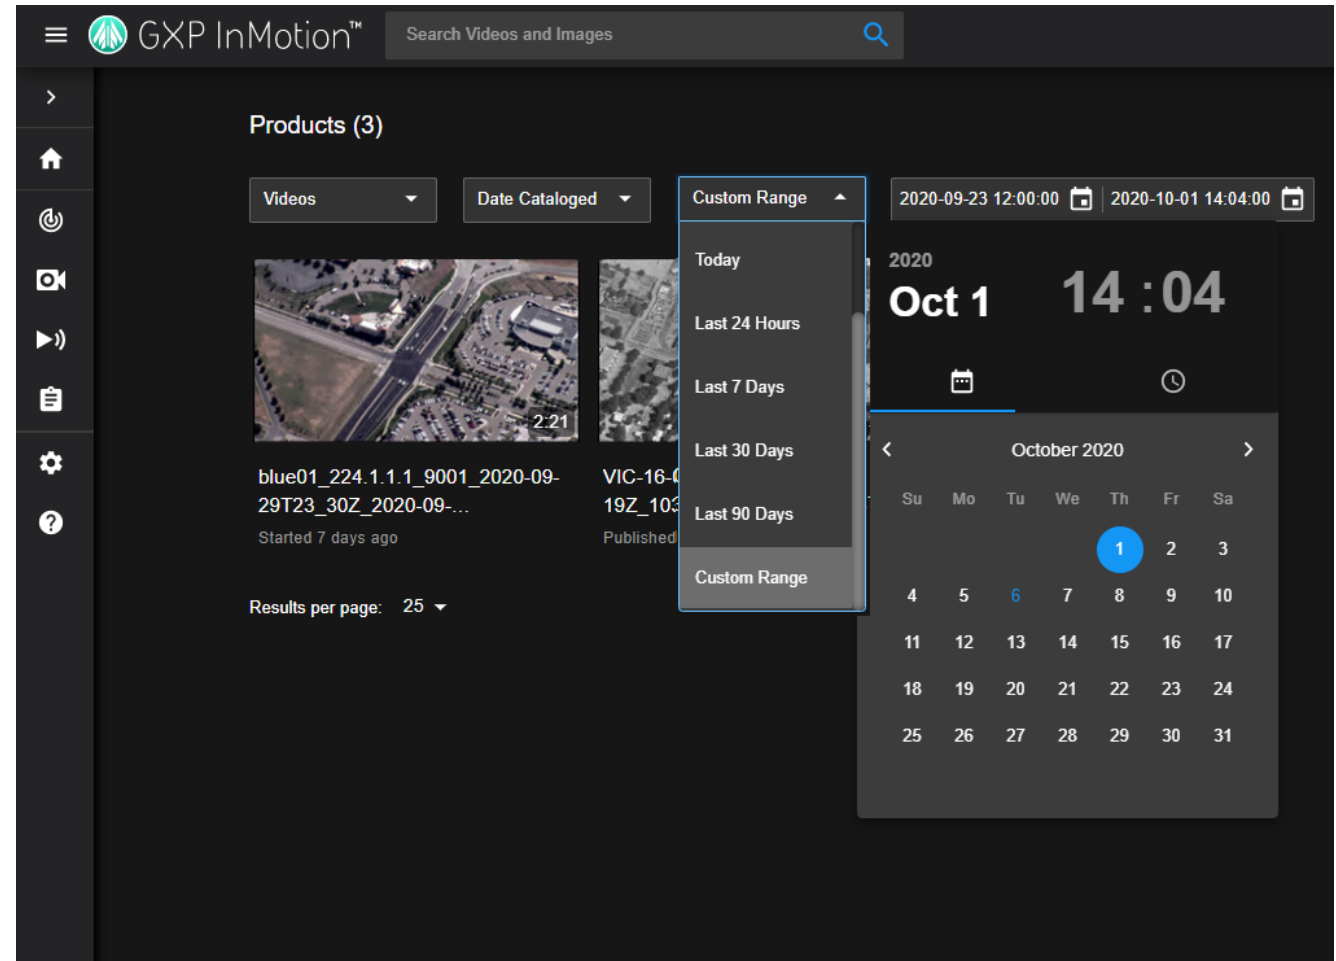 GXP InMotion™
Search Videos and Images
Products (3)
Videos
Date Cataloged
Custom Range
2020-09-23 12:00:00
2020-10-01 14:04:00
Today
Last 24 Hours
Last 7 Days
Last 30 Days
Last 90 Days
Custom Range
2020
Oct 1
14 : 04
October 2020
Su Mo Tu We Th Fr Sa
1 2 3
4 5 6 7 8 9 10
11 12 13 14 15 16 17
18 19 20 21 22 23 24
25 26 27 28 29 30 31
2:21
blue01_224.1.1.1_9001_2020-09-
29T23_30Z_2020-09-...
Started 7 days ago
VIC-16-
19Z_103
Published
Results per page: 25